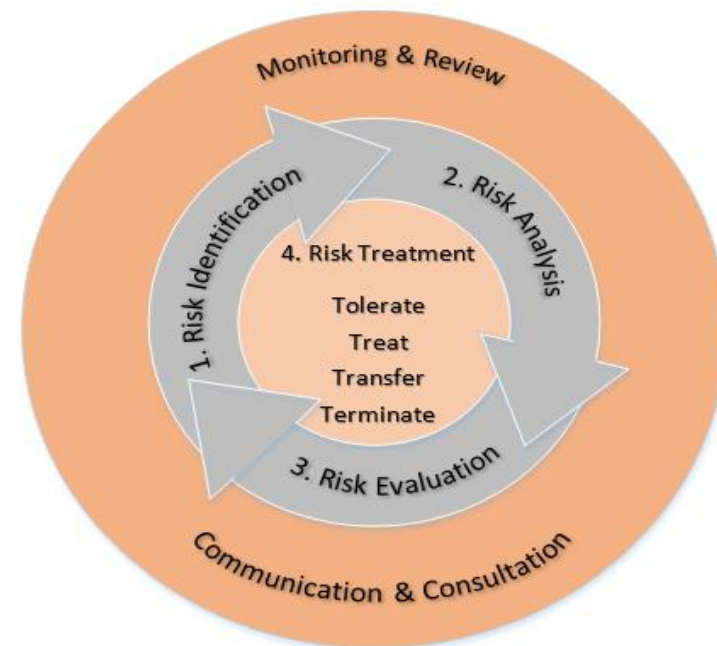 Monitoring & Review
1. Risk Identification
2. Risk Analysis
4. Risk Treatment
Tolerate
Treat
Transfer
Terminate
3. Risk Evaluation
Communication & Consultation